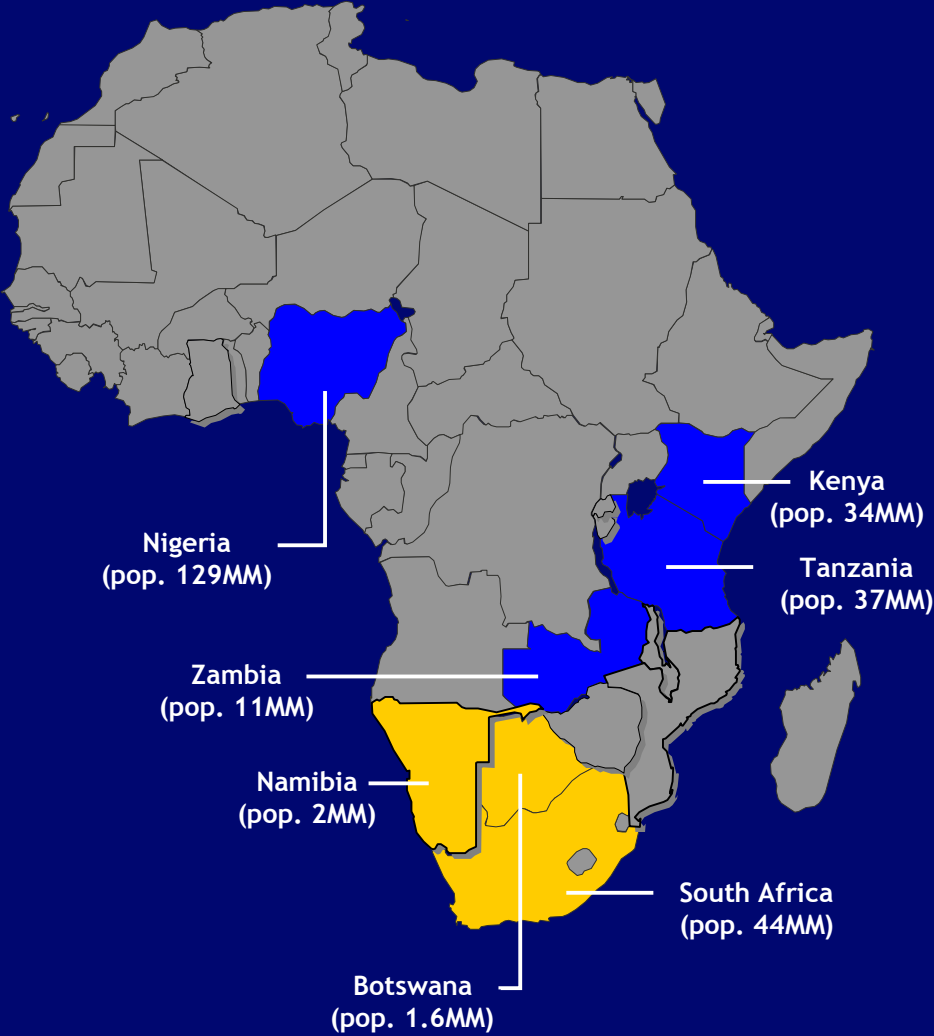 Kenya
(pop. 34MM)
Nigeria
(pop. 129MM)
Tanzania
(pop. 37MM)
Zambia
(pop. 11MM)
Namibia
(pop. 2MM)
South Africa
(pop. 44MM)
Botswana
(pop. 1.6MM)